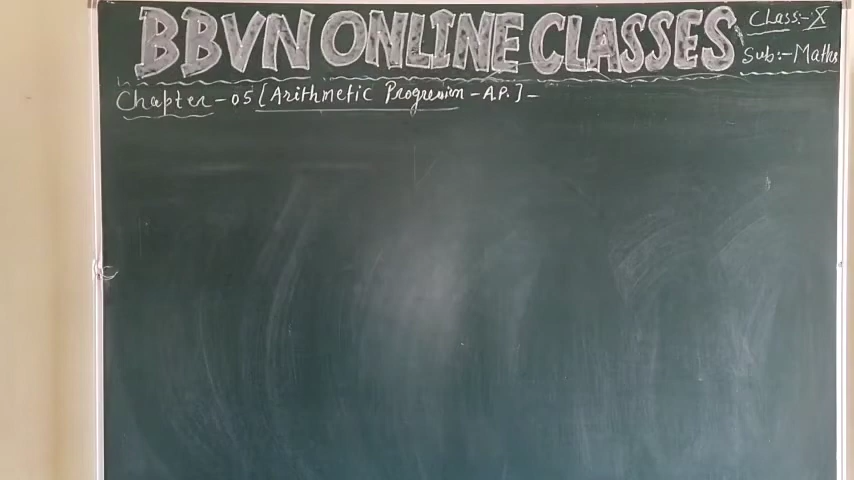 BBVN ONLINE CLASSES
Class:- X
Sub:- Maths
Chapter - 05 [Arithmetic Progression - A.P.] -